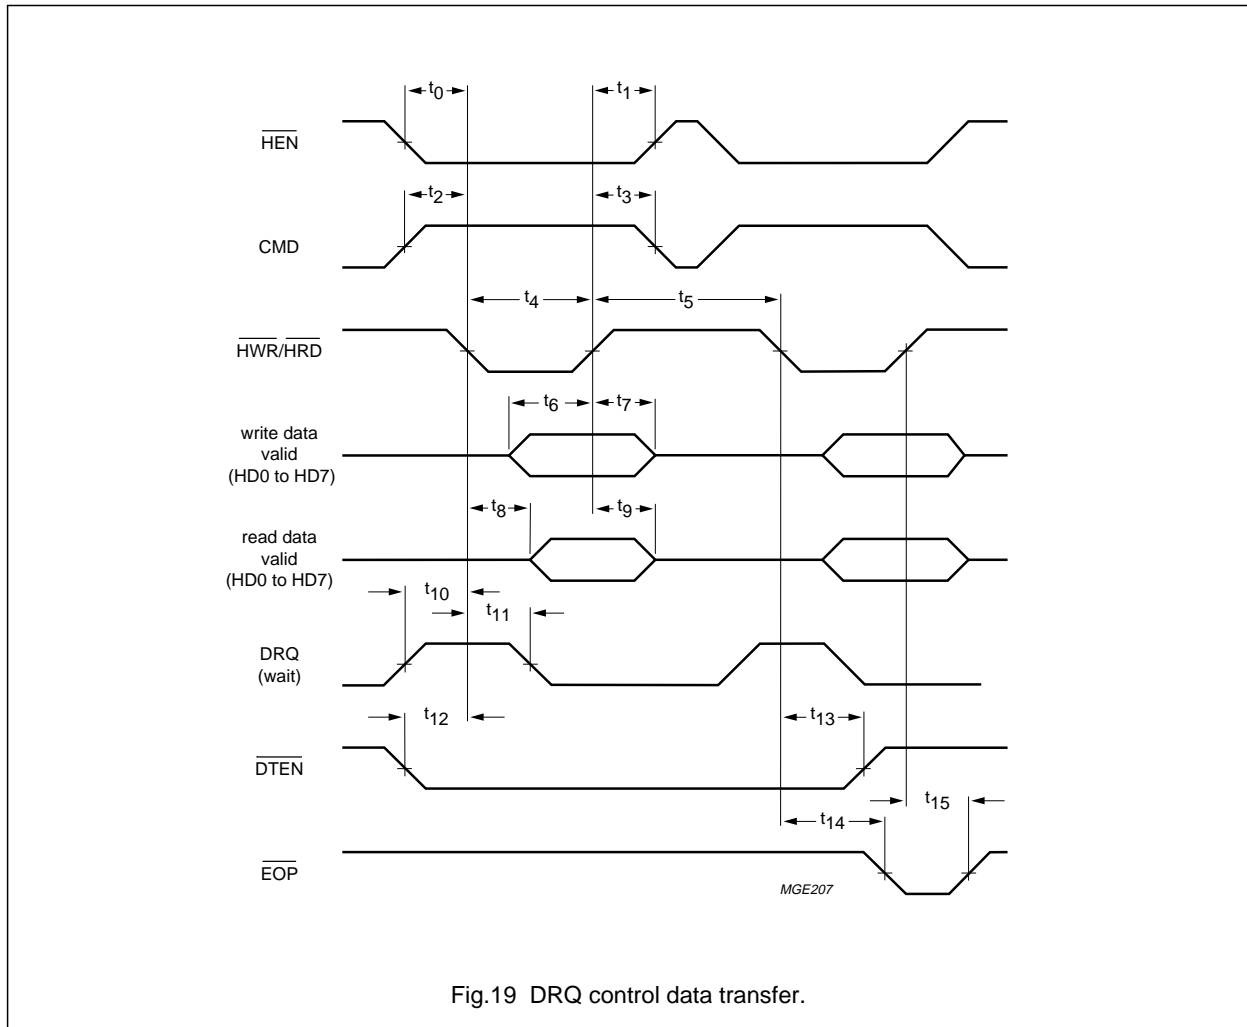 t0
t1
HEN
t2
t3
CMD
t4
t5
HWR/HRD
t6
t7
write data
valid
(HD0 to HD7)
t8
t9
read data
valid
(HD0 to HD7)
t10
t11
DRQ
(wait)
t12
t13
DTEN
t14
t15
EOP
MGE207
Fig.19 DRQ control data transfer.